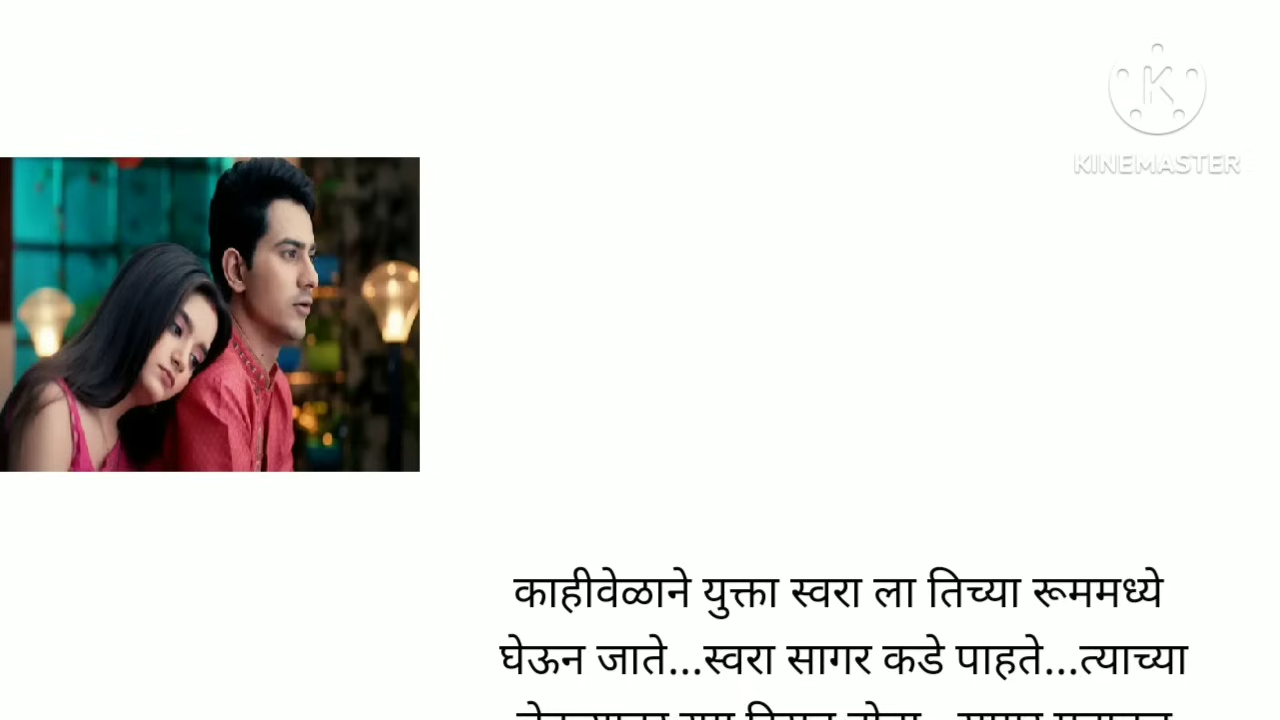 KINEMASTER
काहीवेळाने युक्ता स्वरा ला तिच्या रूममध्ये
घेऊन जाते...स्वरा सागर कडे पाहते...त्याच्या